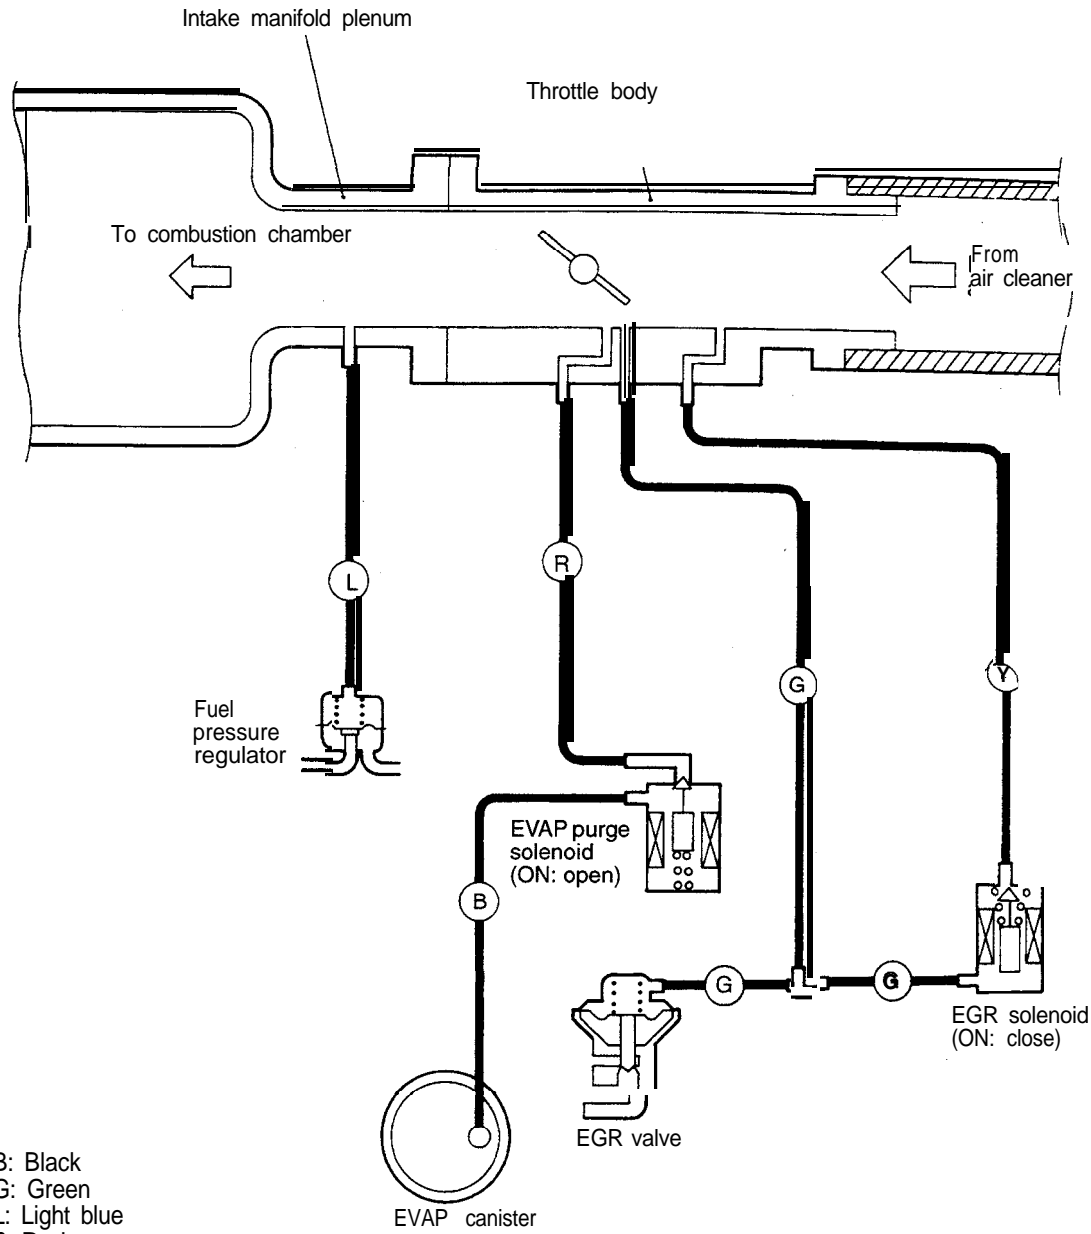 Intake manifold plenum
Throttle body
To combustion chamber
From
air cleaner
L
R
G
Y
Fuel
pressure
regulator
EVAP purge
solenoid
(ON: open)
B
G
G
EGR solenoid
(ON: close)
EGR valve
EVAP canister
B: Black
G: Green
L: Light blue